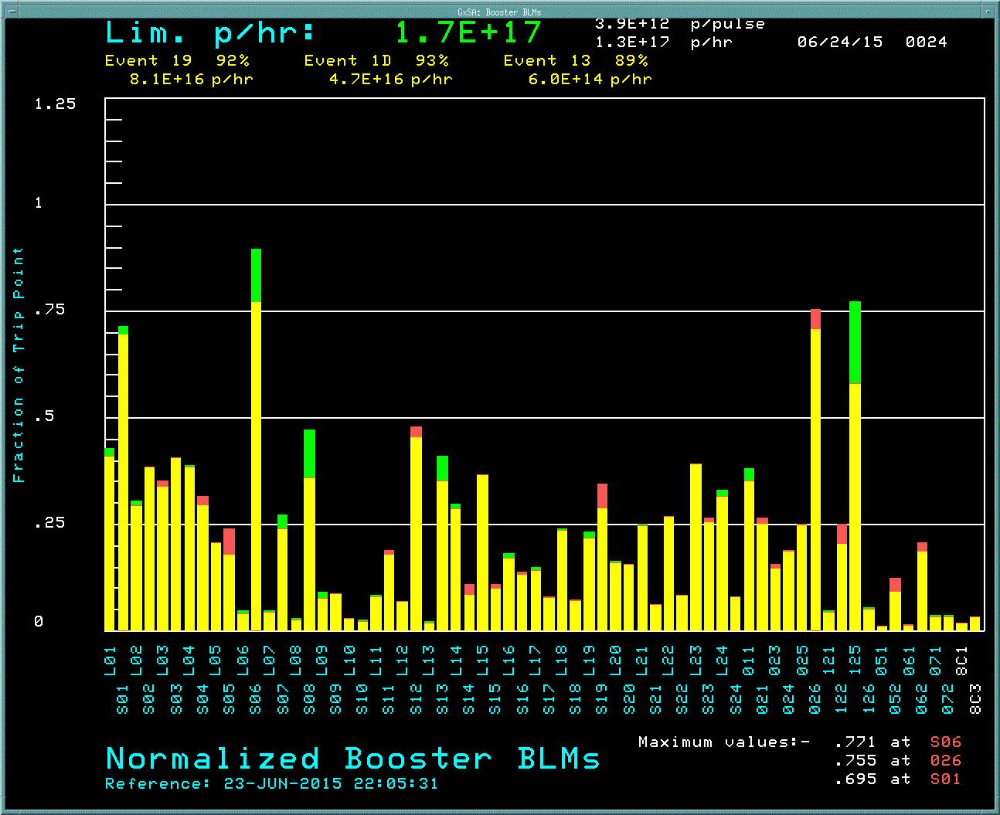 GxSA: Booster BLMs
Lim. p/hr: 1.7E+17 3.9E+12 p/pulse
1.3E+17 p/hr 06/24/15 0024
Event 19 92% Event 1D 93% Event 13 89%
8.1E+16 p/hr 4.7E+16 p/hr 6.0E+14 p/hr
1.25
1
.75
.5
.25
0
Fraction of Trip Point
L01 L02 L03 L04 L05 L06 L07 L08 L09 L10 L11 L12 L13 L14 L15 L16 L17 L18 L19 L20 L21 L22 L23 L24 011 023 025 121 125 051 061 071 8C1
S01 S02 S03 S04 S05 S06 S07 S08 S09 S10 S11 S12 S13 S14 S15 S16 S17 S18 S19 S20 S21 S22 S23 S24 021 024 026 122 126 052 062 072 8C3
Maximum values:- .771 at S06
.755 at 026
.695 at S01
Normalized Booster BLMs
Reference: 23-JUN-2015 22:05:31